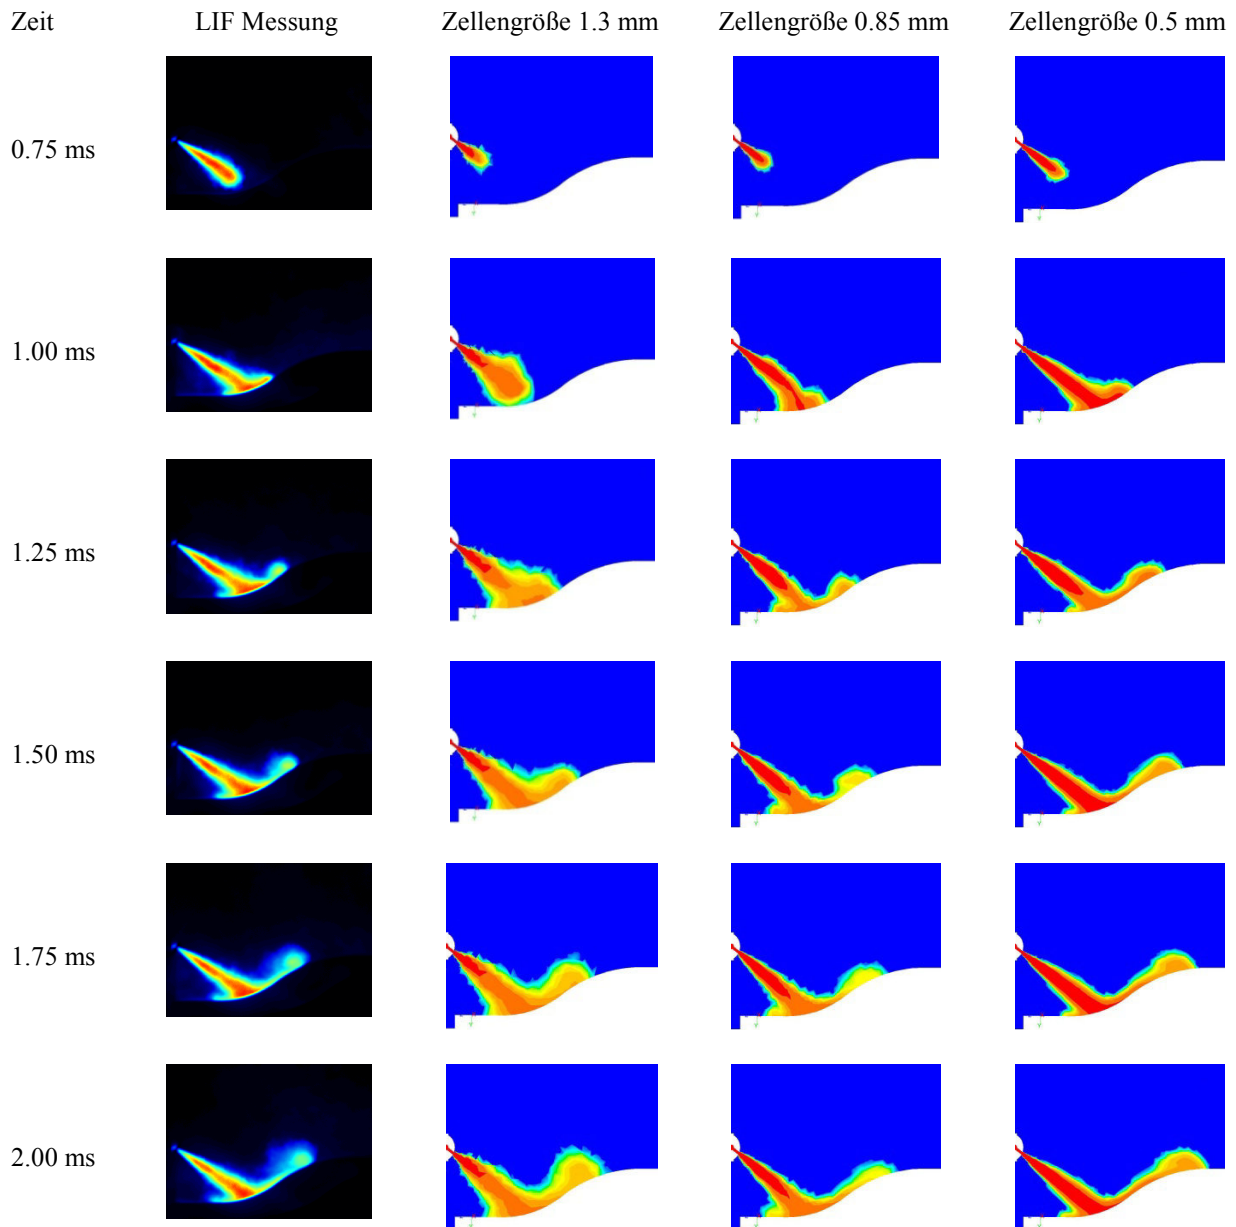 Zeit LIF Messung Zellengröße 1.3 mm Zellengröße 0.85 mm Zellengröße 0.5 mm
0.75 ms
1.00 ms
1.25 ms
1.50 ms
1.75 ms
2.00 ms